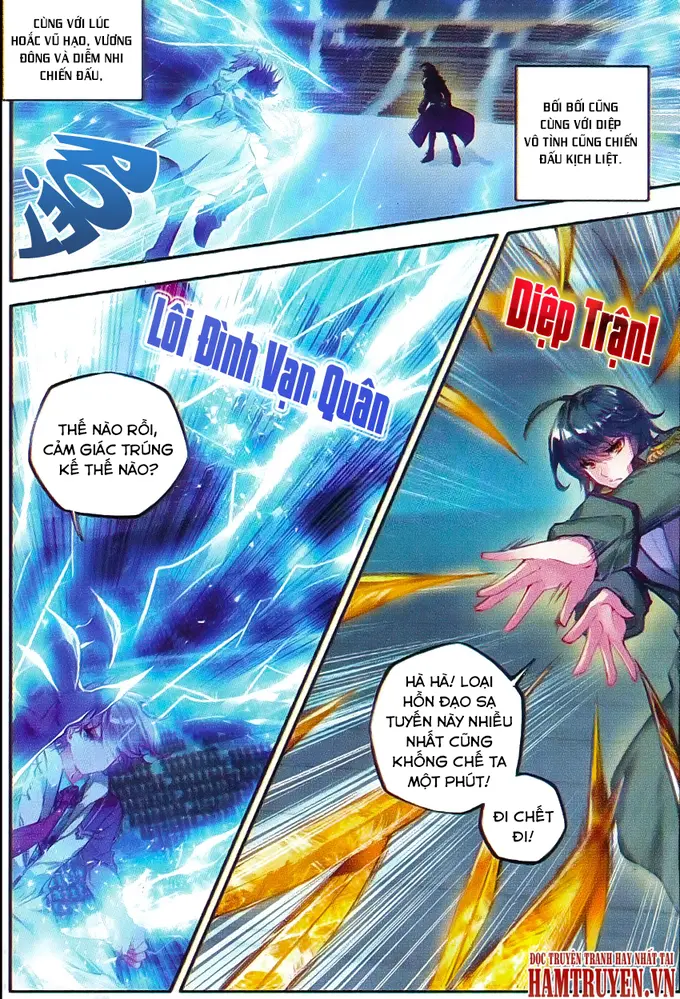 CÙNG VỚI LÚC
HOẮC VŨ HẠO, VƯƠNG
ĐÔNG VÀ DIỄM NHI
CHIẾN ĐẤU,
BỐI BỐI CŨNG
CÙNG VỚI DIỆP
VÔ TÌNH CŨNG CHIẾN
ĐẤU KỊCH LIỆT.
RỌET
Lôi Đình Vạn Quân
Diệp Trận!
THẾ NÀO RỒI,
CẢM GIÁC TRÚNG
KẾ THẾ NÀO?
HÀ HÀ! LOẠI
HỒN ĐẠO SẠ
TUYẾN NÀY NHIỀU
NHẤT CŨNG
KHỐNG CHẾ TA
MỘT PHÚT!
ĐI CHẾT
ĐI!
ĐỌC TRUYỆN TRANH HAY NHẤT TẠI
HAMTRUYEN.VN